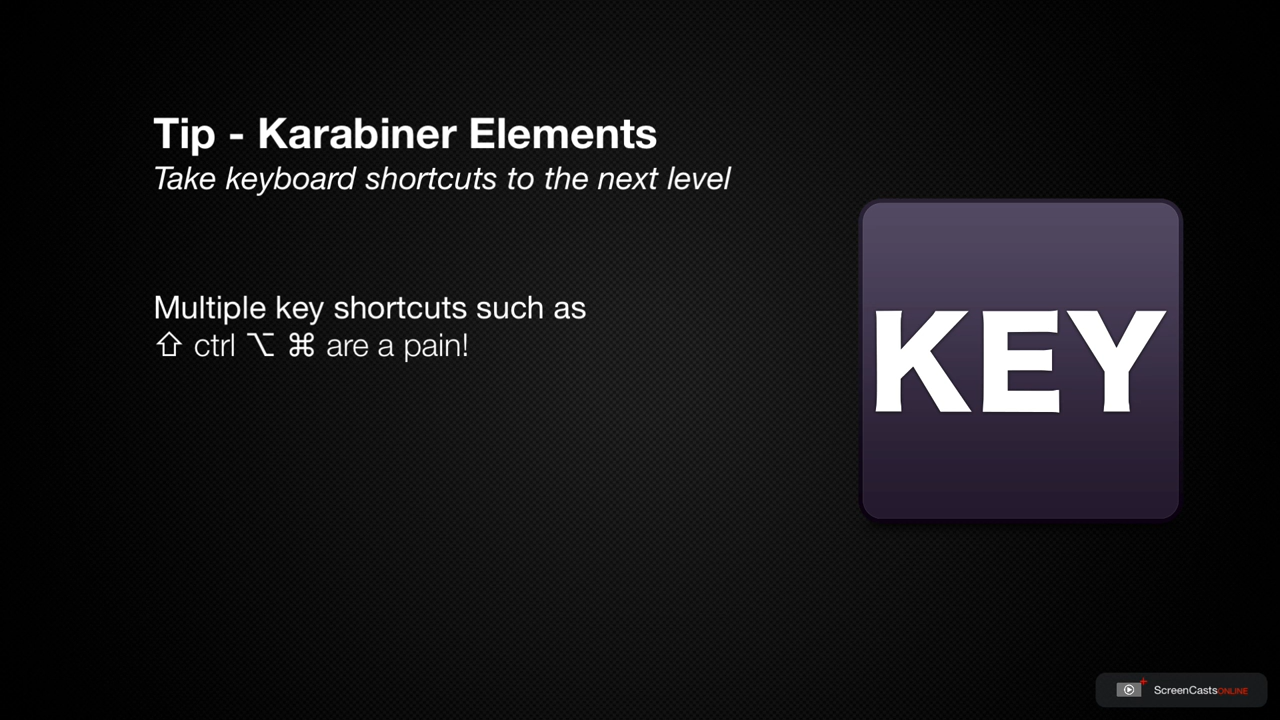 Tip - Karabiner Elements
Take keyboard shortcuts to the next level
Multiple key shortcuts such as
⇧ ctrl ⌥ ⌘ are a pain!
KEY
ScreenCastsONLINE